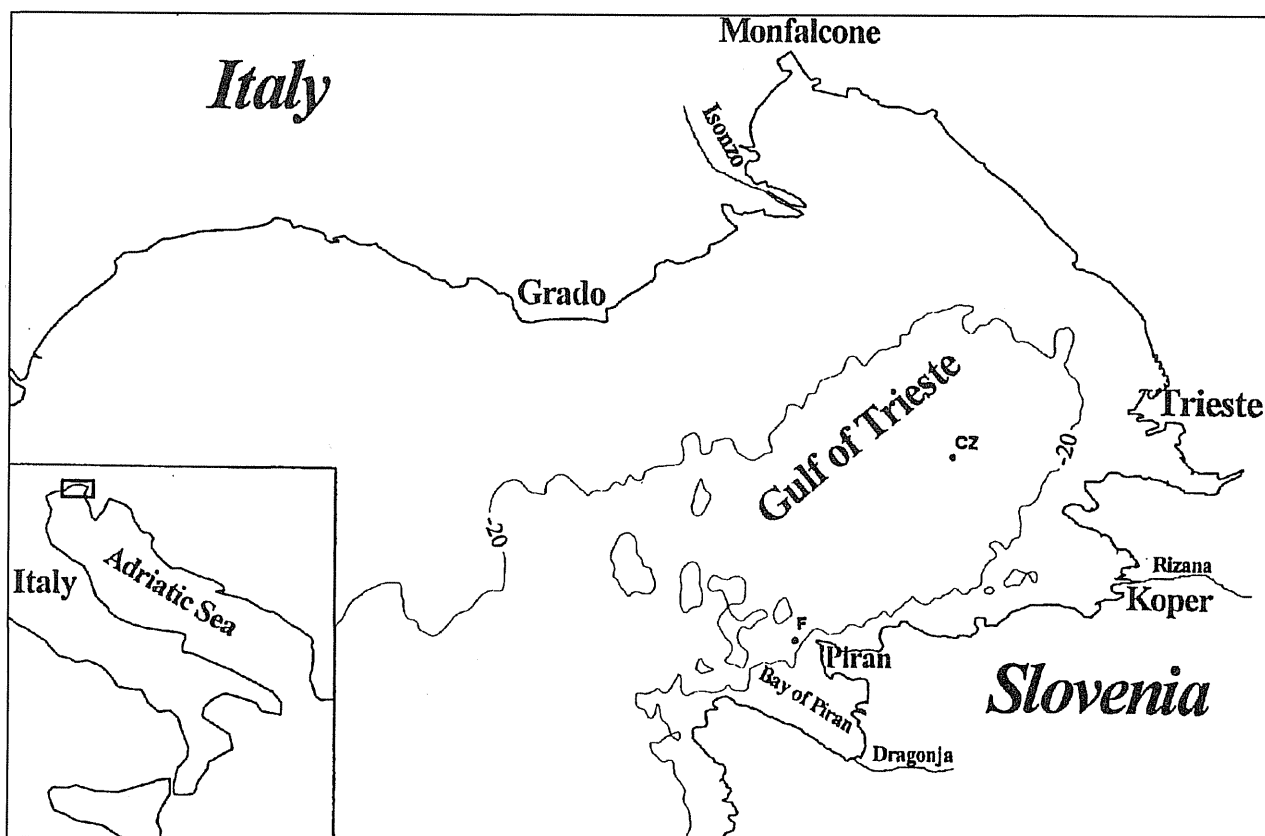 Monfalcone
Italy
Isonzo
Grado
Gulf of Trieste
Trieste
CZ
-20
-20
Italy
Adriatic Sea
Rizana
Koper
F
Piran
Bay of Piran
Slovenia
Dragonja